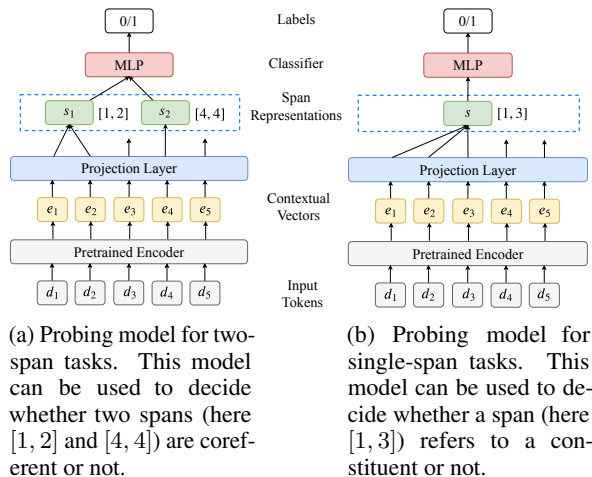 Labels
Classifier
Span
Representations
Contextual
Vectors
Input
Tokens
0/1
MLP
s1 [1, 2] s2 [4, 4]
Projection Layer
e1 e2 e3 e4 e5
Pretrained Encoder
d1 d2 d3 d4 d5
(a) Probing model for two-
span tasks. This model
can be used to decide
whether two spans (here
[1, 2] and [4, 4]) are coref-
erent or not.
0/1
MLP
s [1, 3]
Projection Layer
e1 e2 e3 e4 e5
Pretrained Encoder
d1 d2 d3 d4 d5
(b) Probing model for
single-span tasks. This
model can be used to de-
cide whether a span (here
[1, 3]) refers to a con-
stituent or not.